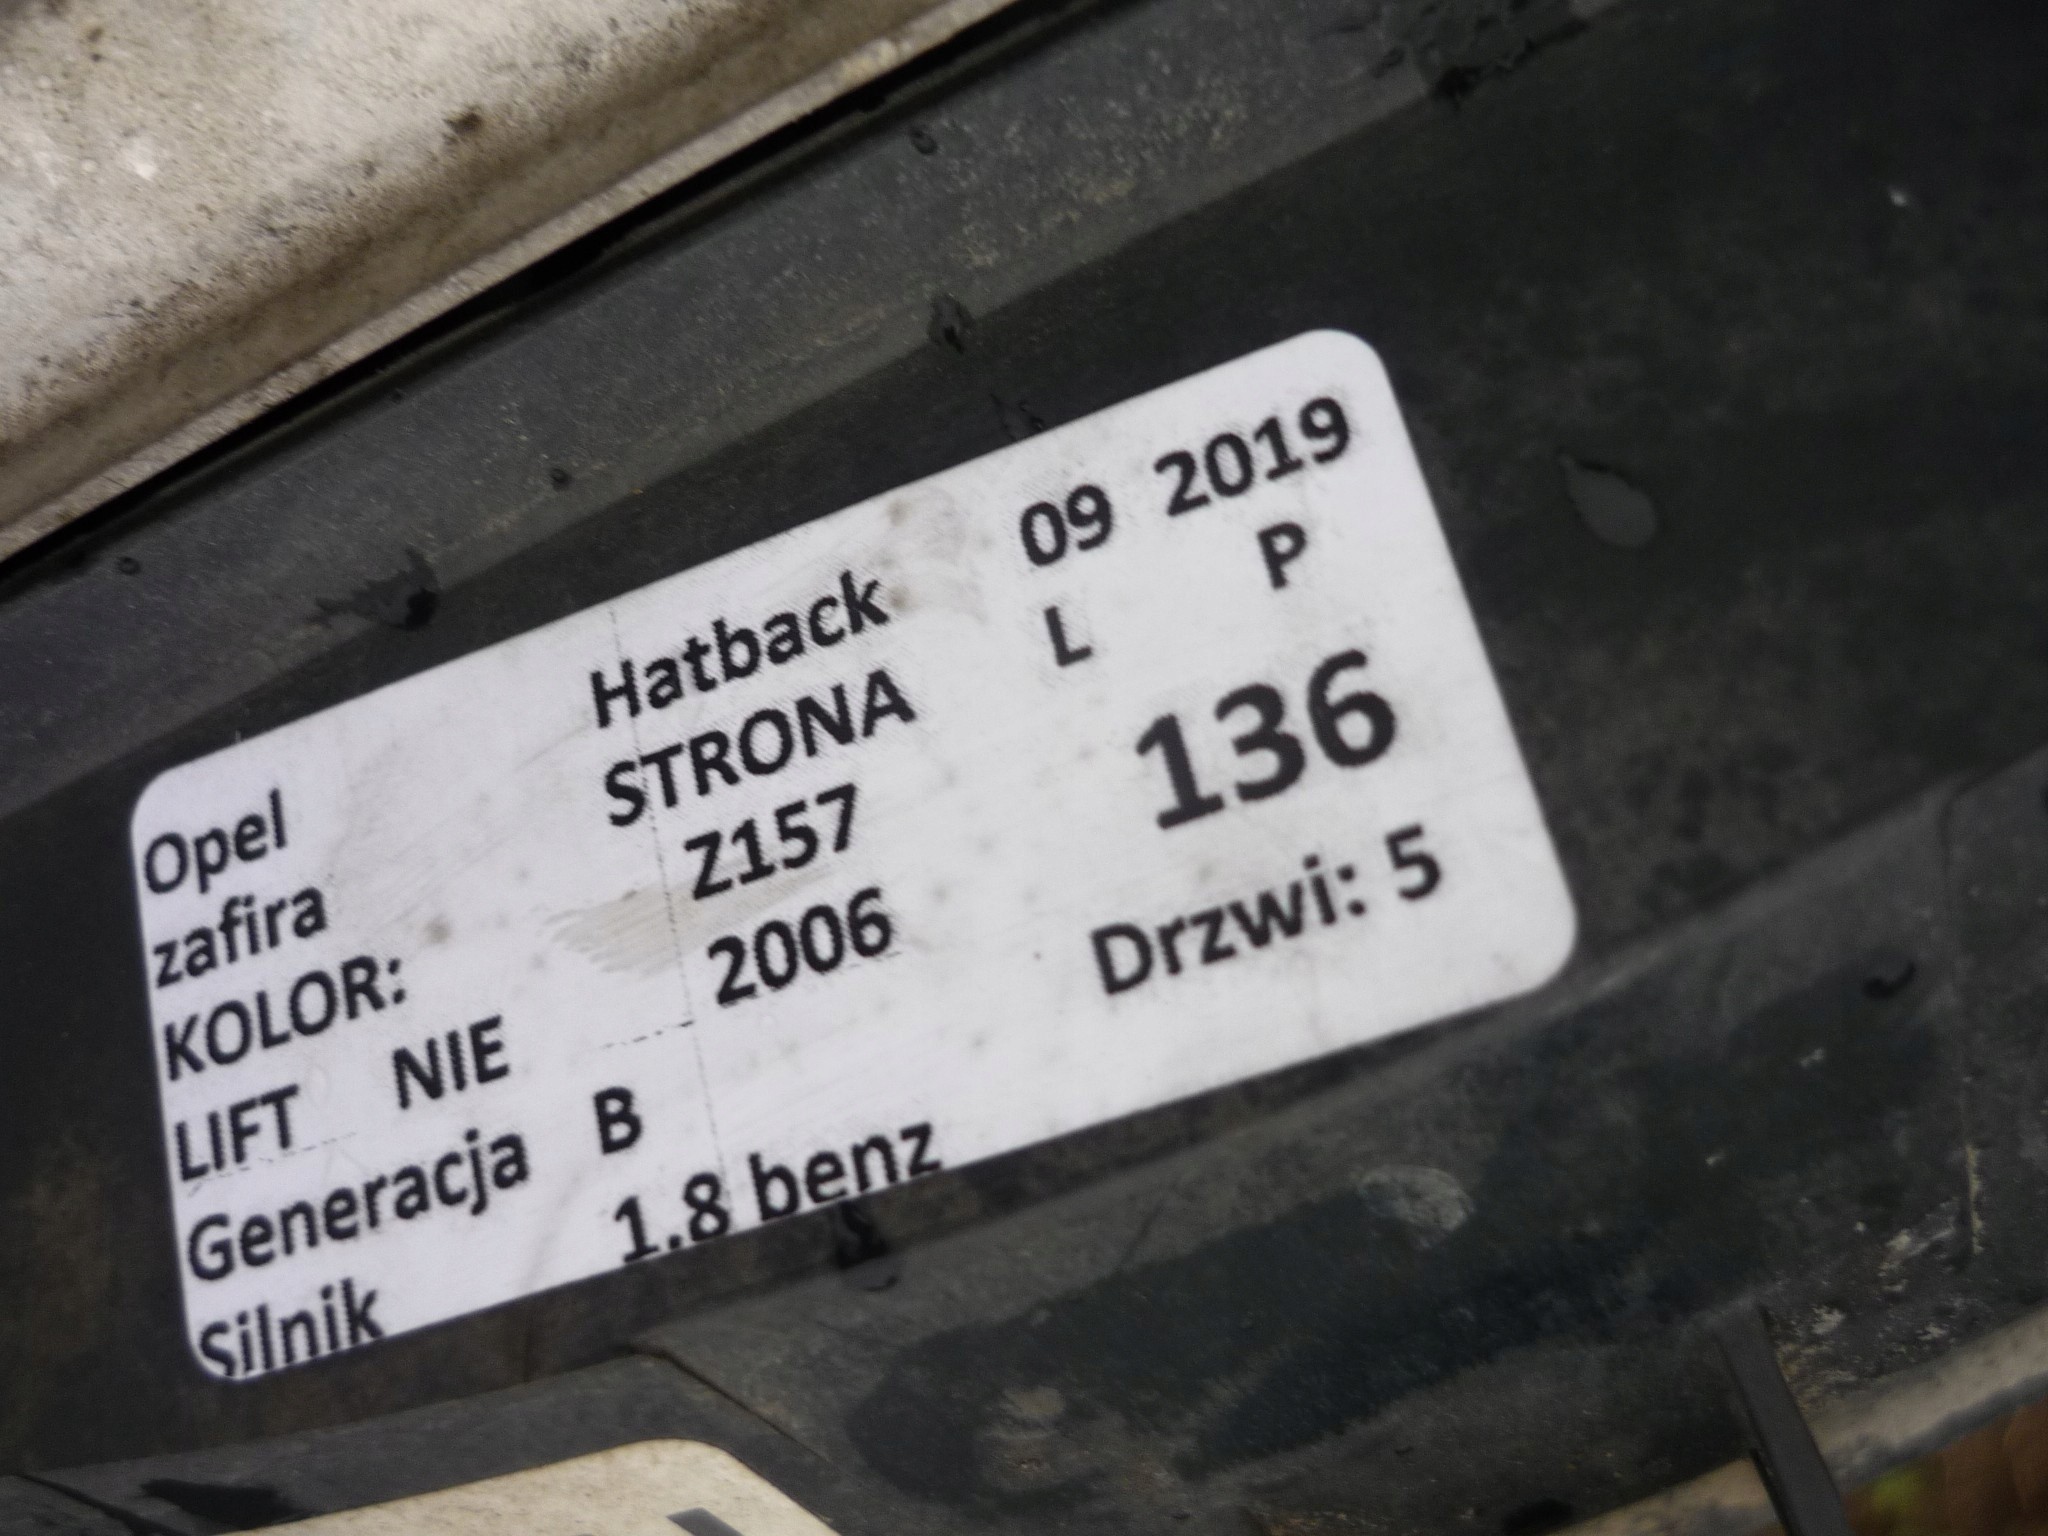 Opel Hatback 09 2019
zafira STRONA L P
KOLOR: Z157 136
LIFT NIE 2006 Drzwi: 5
Generacja B
Silnik 1.8 benz